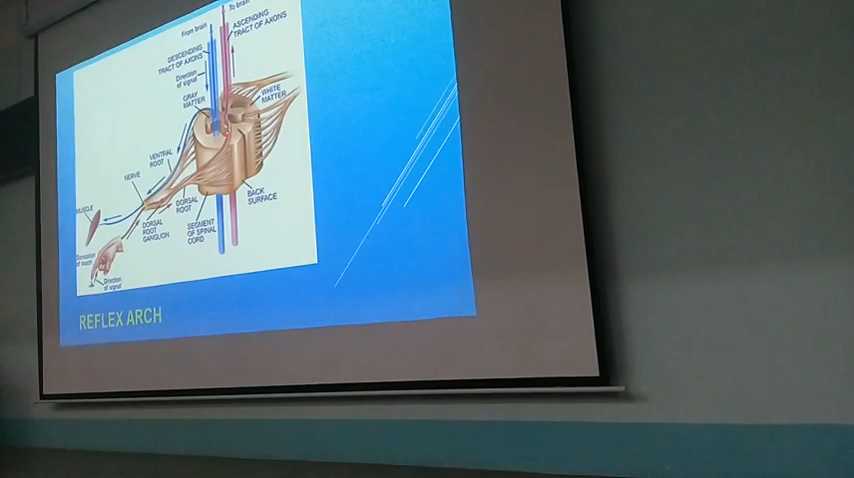 To brain
From brain
ASCENDING
TRACT OF AXONS
DESCENDING
TRACT OF AXONS
Direction
of signal
GRAY
MATTER
WHITE
MATTER
VENTRAL
ROOT
NERVE
MUSCLE
DORSAL
ROOT
BACK
SURFACE
DORSAL
ROOT
GANGLION
SEGMENT
OF SPINAL
CORD
of touch
Direction
of signal
REFLEX ARCH